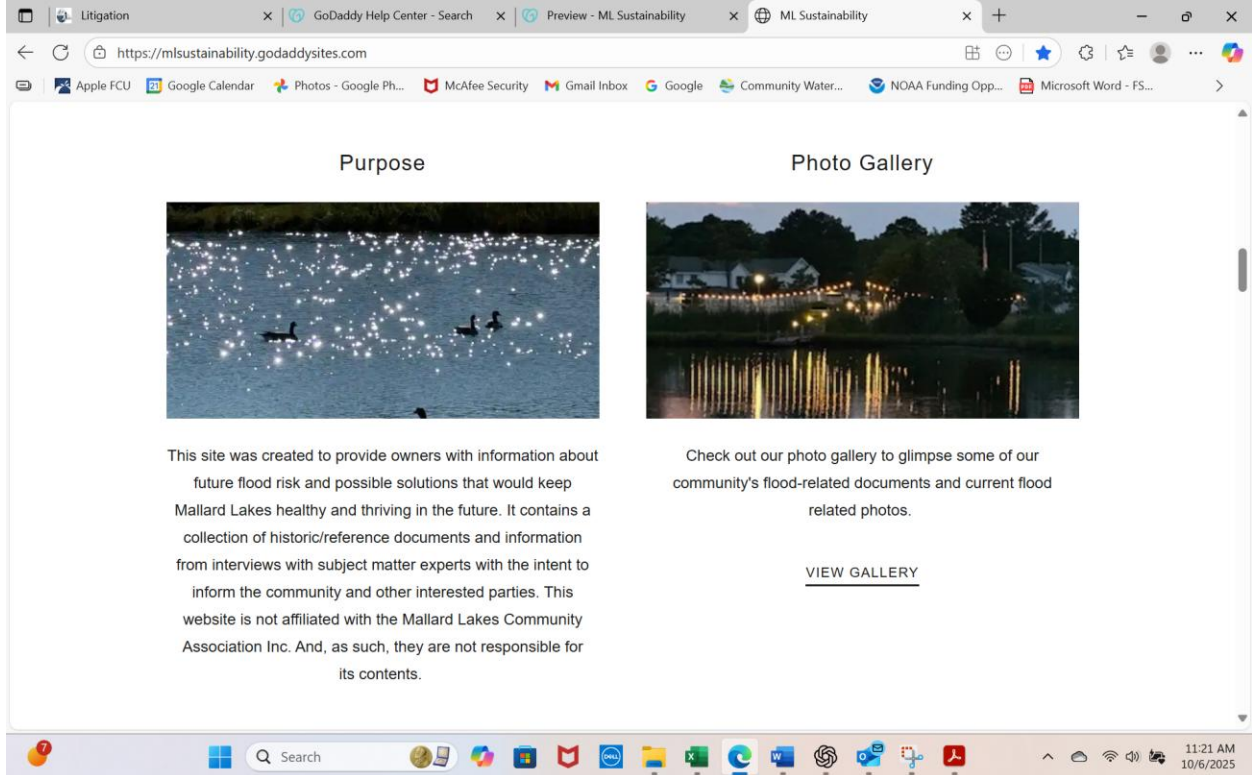 Litigation
GoDaddy Help Center - Search
Preview - ML Sustainability
ML Sustainability
https://mlsustainability.godaddysites.com
Apple FCU
21
Google Calendar
Photos - Google Ph...
McAfee Security
Gmail Inbox
Google
Community Water...
NOAA Funding Opp...
PDF
Microsoft Word - FS...
Purpose
This site was created to provide owners with information about
future flood risk and possible solutions that would keep
Mallard Lakes healthy and thriving in the future. It contains a
collection of historic/reference documents and information
from interviews with subject matter experts with the intent to
inform the community and other interested parties. This
website is not affiliated with the Mallard Lakes Community
Association Inc. And, as such, they are not responsible for
its contents.
Photo Gallery
Check out our photo gallery to glimpse some of our
community's flood-related documents and current flood
related photos.
VIEW GALLERY
7
Search
DELL
11:21 AM
10/6/2025